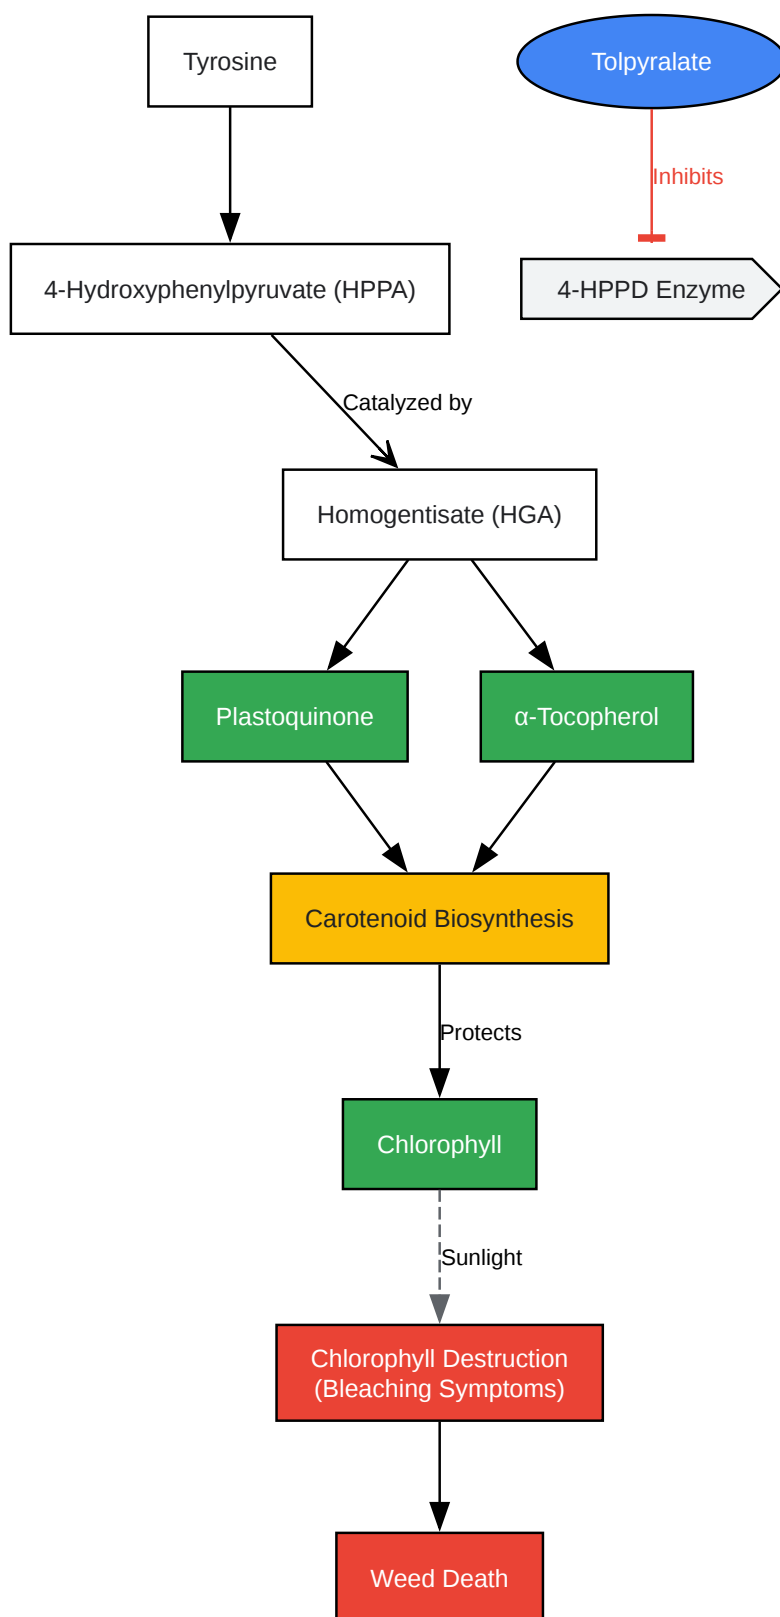 Tyrosine
Tolpyralate
Inhibits
4-Hydroxyphenylpyruvate (HPPA)
4-HPPD Enzyme
Catalyzed by
Homogentisate (HGA)
Plastoquinone
α-Tocopherol
Carotenoid Biosynthesis
Protects
Chlorophyll
Sunlight
Chlorophyll Destruction
(Bleaching Symptoms)
Weed Death